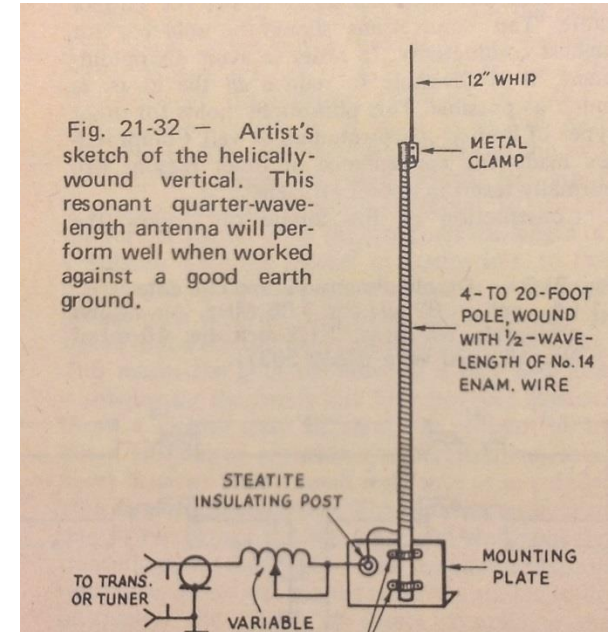 Fig. 21-32 — Artist's
sketch of the helically-
wound vertical. This
resonant quarter-wave-
length antenna will per-
form well when worked
against a good earth
ground.
12" WHIP
METAL
CLAMP
4- TO 20-FOOT
POLE, WOUND
WITH 1/2-WAVE-
LENGTH OF No. 14
ENAM. WIRE
STEATITE
INSULATING POST
MOUNTING
PLATE
TO TRANS.
OR TUNER
VARIABLE